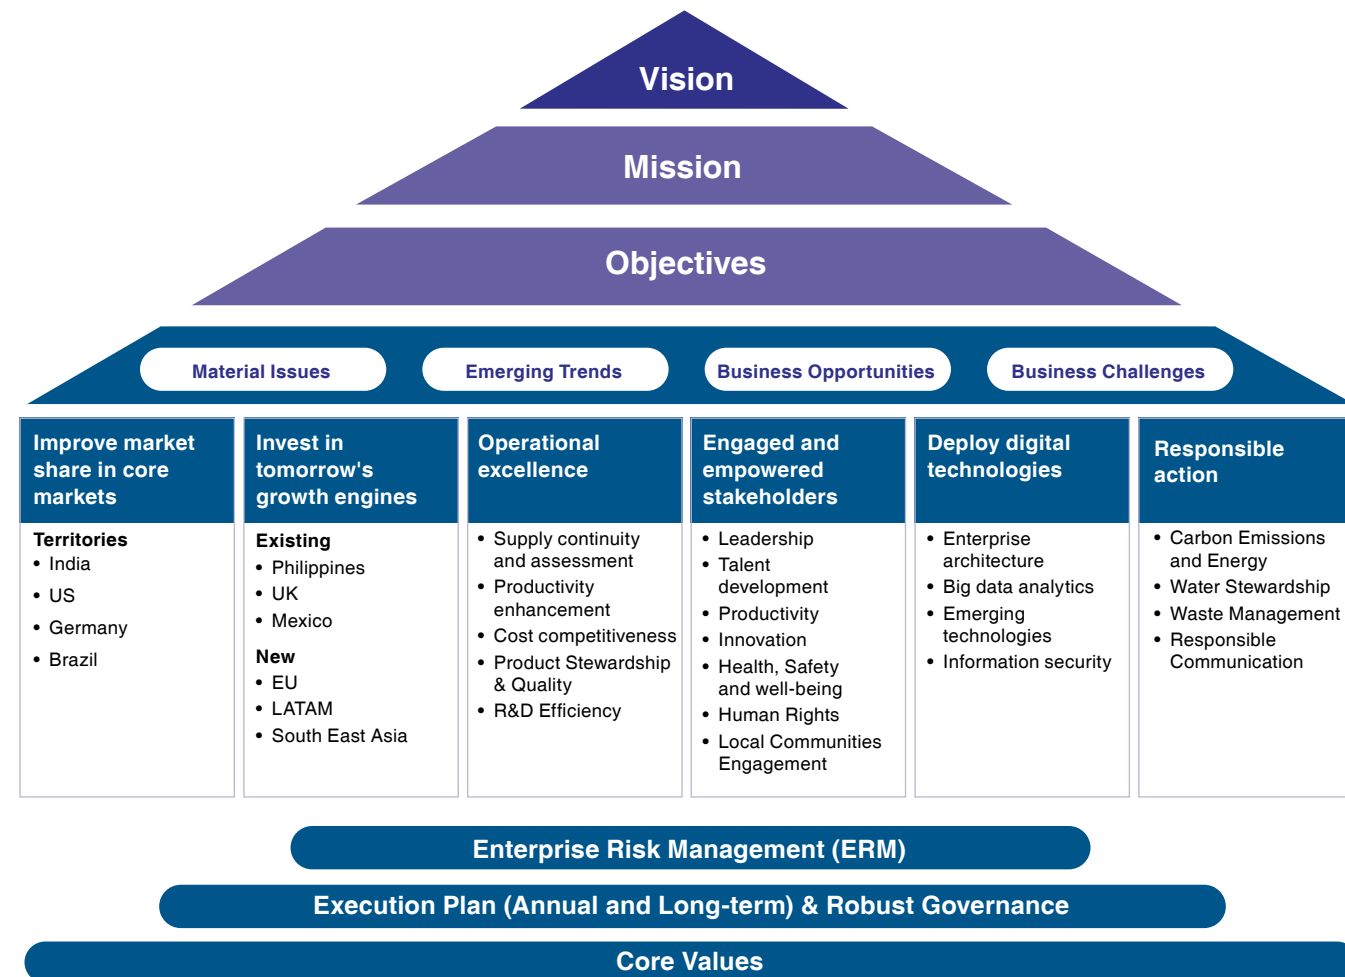 Vision
Mission
Objectives
Material Issues
Emerging Trends
Business Opportunities
Business Challenges
Improve market
share in core
markets
Territories
• India
• US
• Germany
• Brazil
Invest in
tomorrow's
growth engines
Existing
• Philippines
• UK
• Mexico
New
• EU
• LATAM
• South East Asia
Operational
excellence
• Supply continuity
and assessment
• Productivity
enhancement
• Cost competitiveness
• Product Stewardship
& Quality
• R&D Efficiency
Engaged and
empowered
stakeholders
• Leadership
• Talent
development
• Productivity
• Innovation
• Health, Safety
and well-being
• Human Rights
• Local Communities
Engagement
Deploy digital
technologies
• Enterprise
architecture
• Big data analytics
• Emerging
technologies
• Information security
Responsible
action
• Carbon Emissions
and Energy
• Water Stewardship
• Waste Management
• Responsible
Communication
Enterprise Risk Management (ERM)
Execution Plan (Annual and Long-term) & Robust Governance
Core Values